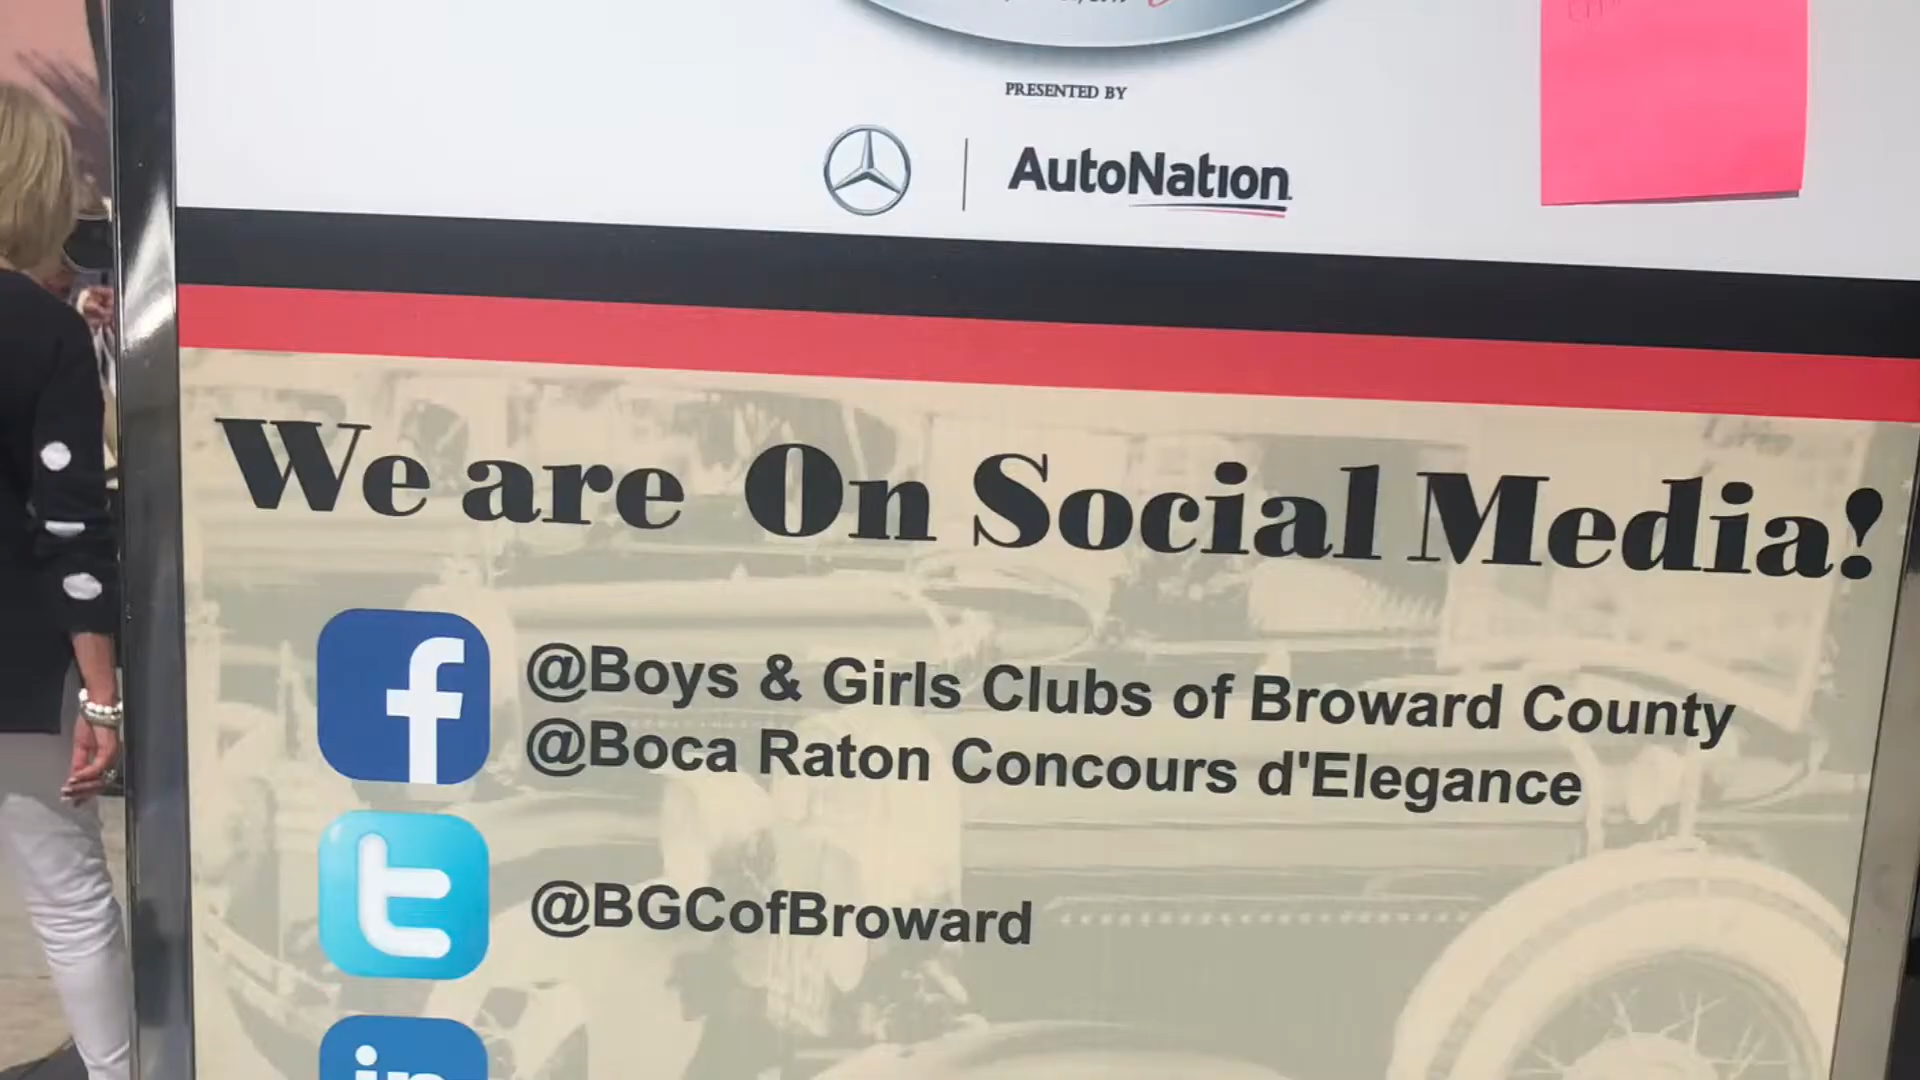 PRESENTED BY
AutoNation
We are On Social Media!
f @Boys & Girls Clubs of Broward County
@Boca Raton Concours d'Elegance
t @BGCofBroward
in